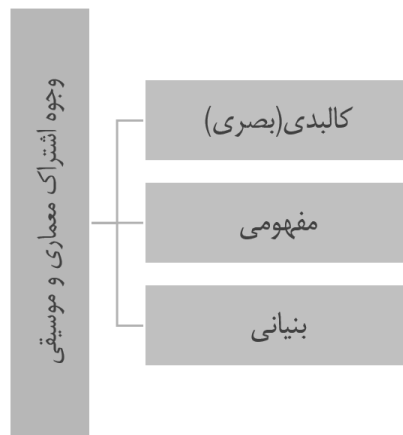 وجوه اشتراک معماری و موسیقی
کالبدی(بصری)
مفهومی
بنیانی